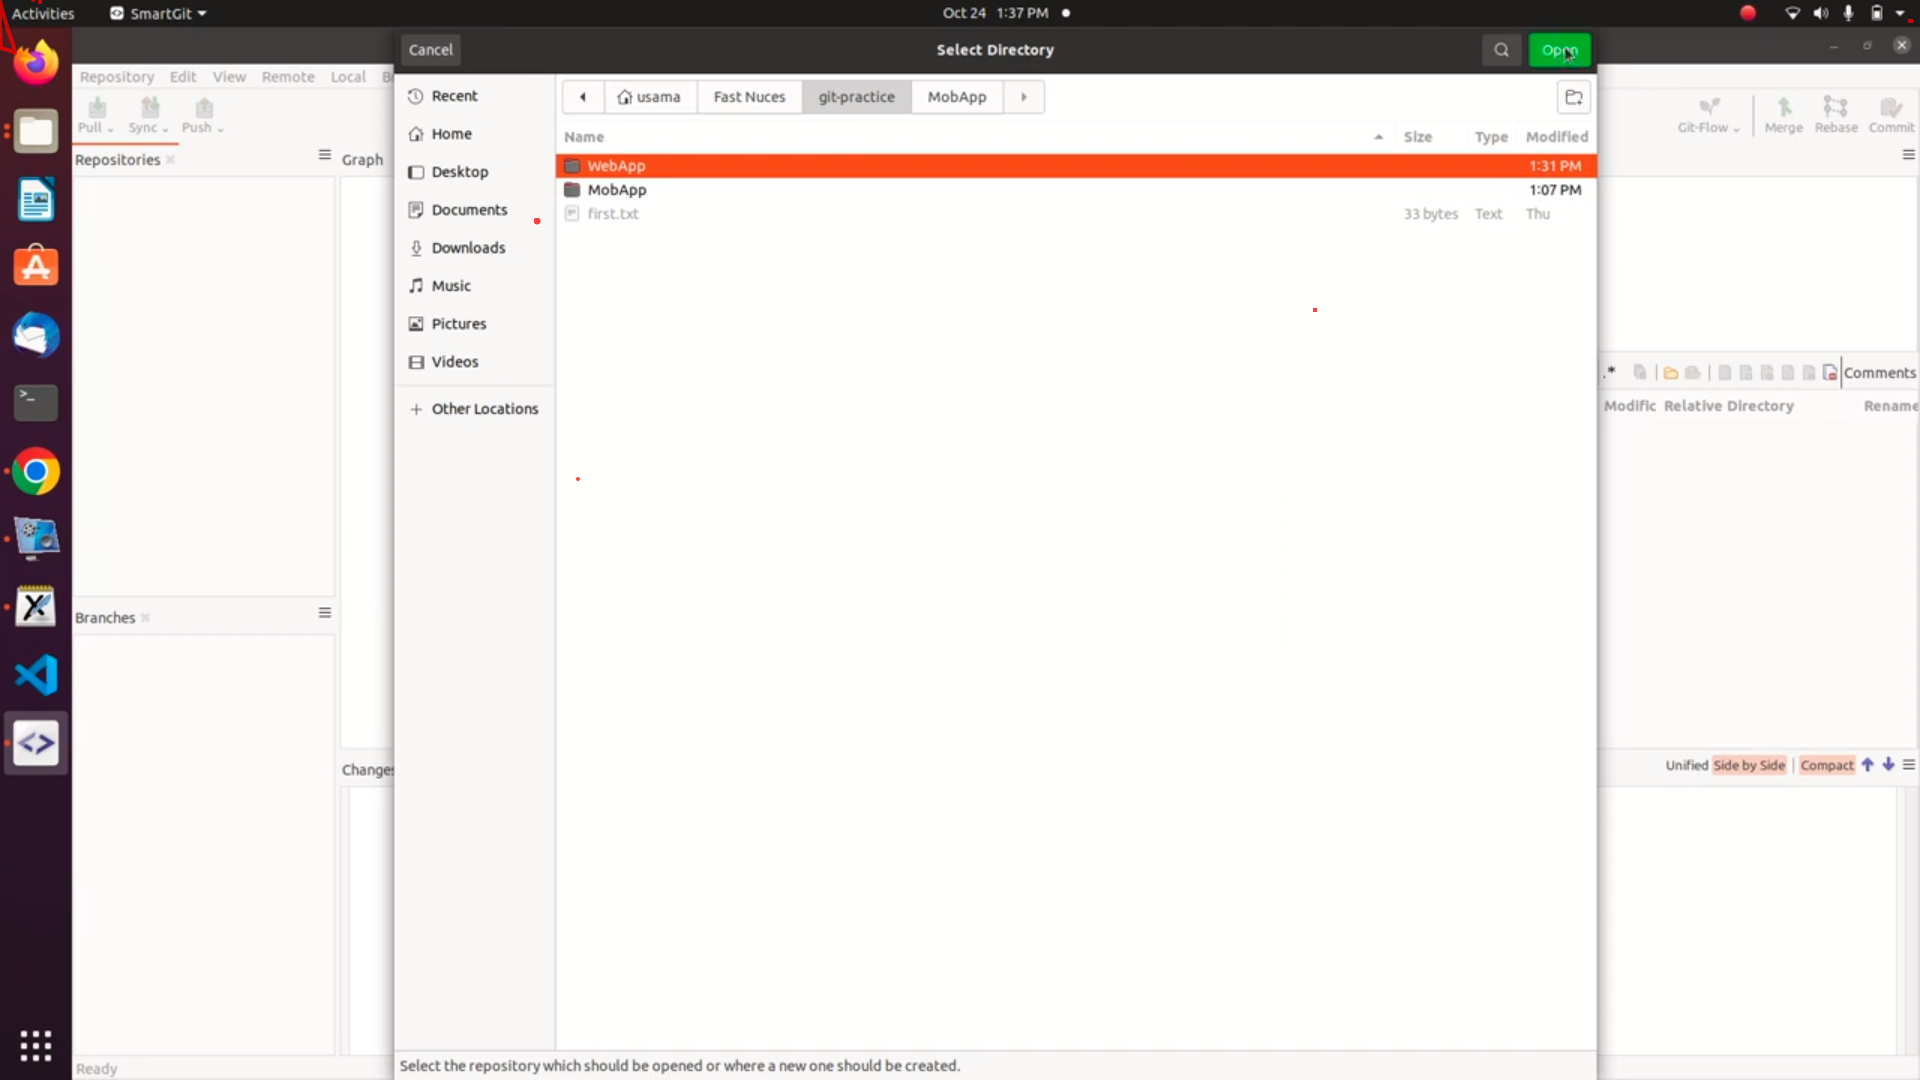 Activities
SmartGit
Oct 24 1:37 PM
Cancel
Select Directory
Open
Repository Edit View Remote Local
Pull
Sync
Push
Repositories
Graph
Recent
Home
Desktop
Documents
Downloads
Music
Pictures
Videos
Other Locations
usama
Fast Nuces
git-practice
MobApp
Name
Size
Type
Modified
WebApp
1:31 PM
MobApp
1:07 PM
first.txt
33 bytes
Text
Thu
Git-Flow
Merge
Rebase
Commit
.*
Comments
Modific
Relative Directory
Rename
Branches
Changes
Unified
Side by Side
Compact
Select the repository which should be opened or where a new one should be created.
Ready